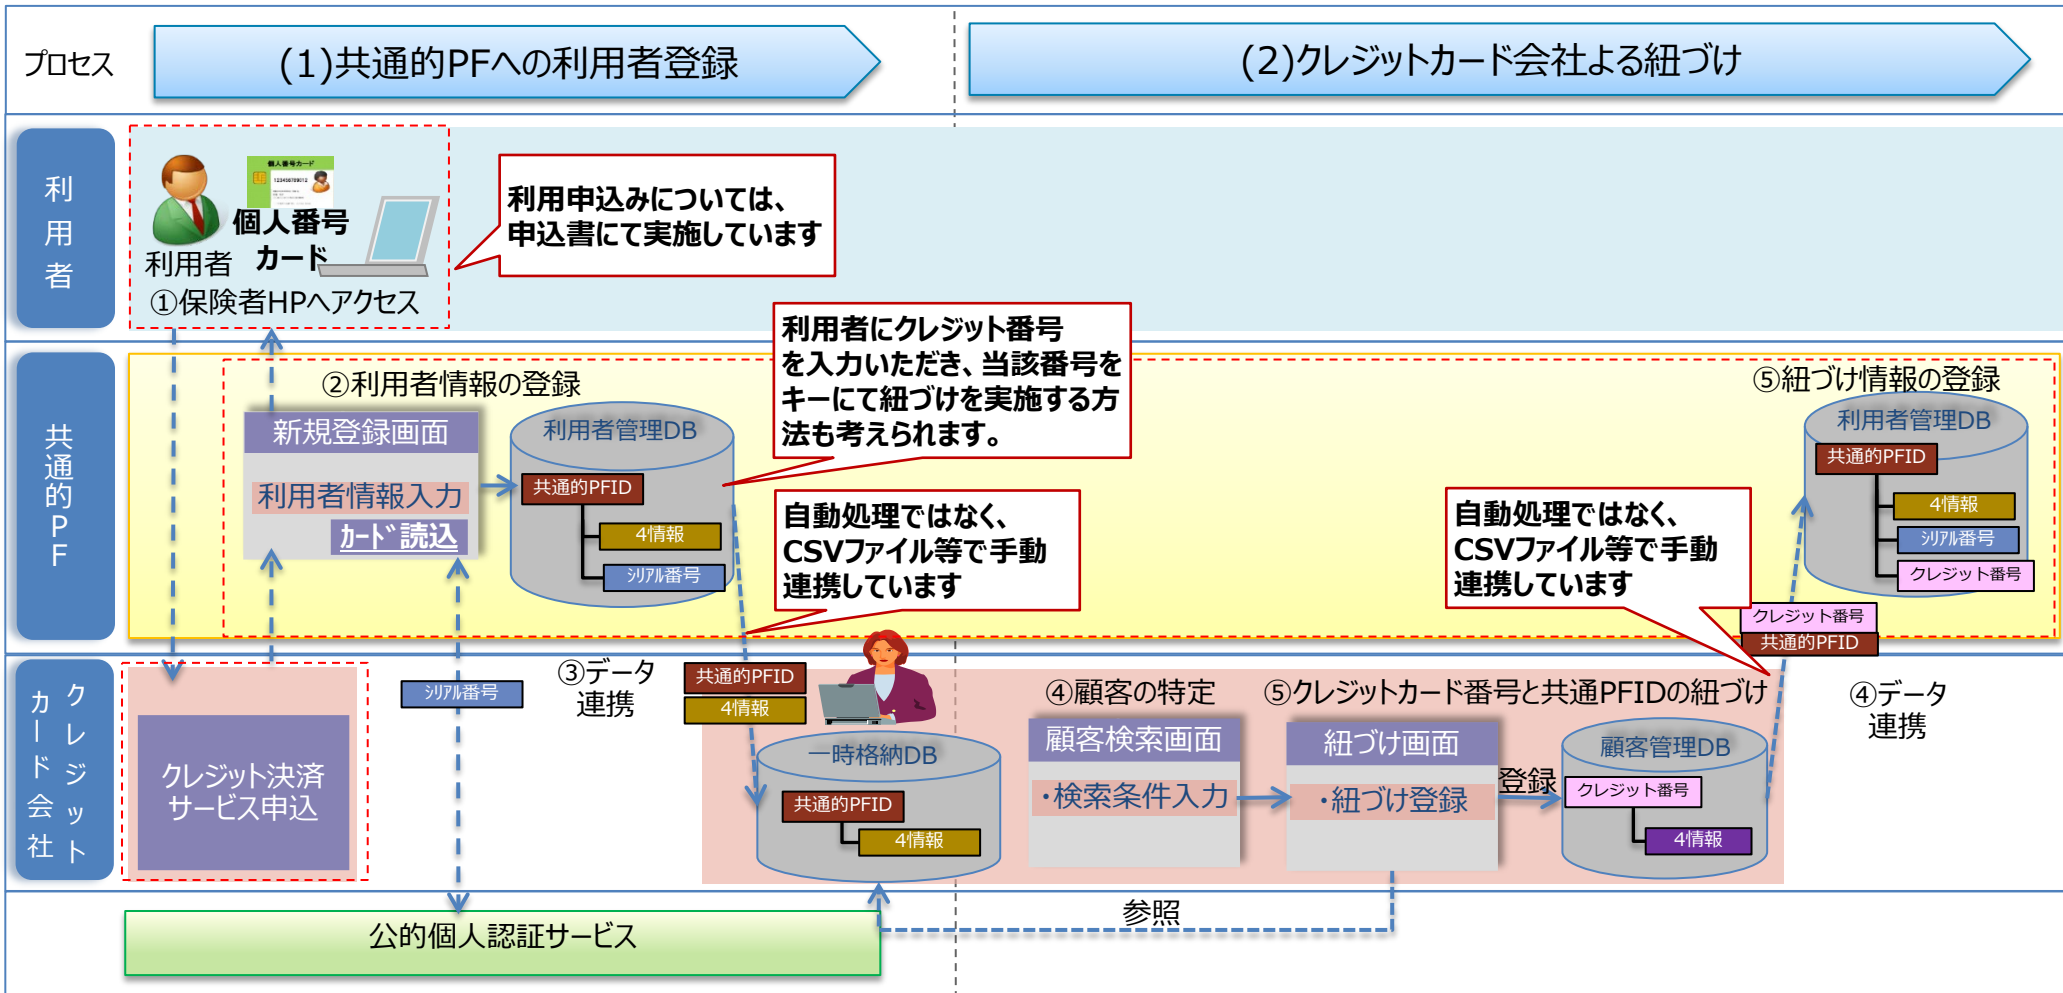 プロセス
(1)共通的PFへの利用者登録
(2)クレジットカード会社よる紐づけ
利用者
個人番号カード
123456789012
個人番号
カード
利用者
①保険者HPへアクセス
利用申込みについては、
申込書にて実施しています
共通的PF
②利用者情報の登録
新規登録画面
利用者情報入力
カード読込
利用者管理DB
共通的PFID
4情報
シリアル番号
利用者にクレジット番号
を入力いただき、当該番号を
キーにて紐づけを実施する方
法も考えられます。
自動処理ではなく、
CSVファイル等で手動
連携しています
自動処理ではなく、
CSVファイル等で手動
連携しています
⑤紐づけ情報の登録
利用者管理DB
共通的PFID
4情報
シリアル番号
クレジット番号
クレジット番号
共通的PFID
クレジット
カード会社
クレジット決済
サービス申込
シリアル番号
③データ
連携
共通的PFID
4情報
一時格納DB
共通的PFID
4情報
④顧客の特定
顧客検索画面
・検索条件入力
⑤クレジットカード番号と共通PFIDの紐づけ
紐づけ画面
・紐づけ登録
登録
顧客管理DB
クレジット番号
4情報
④データ
連携
参照
公的個人認証サービス